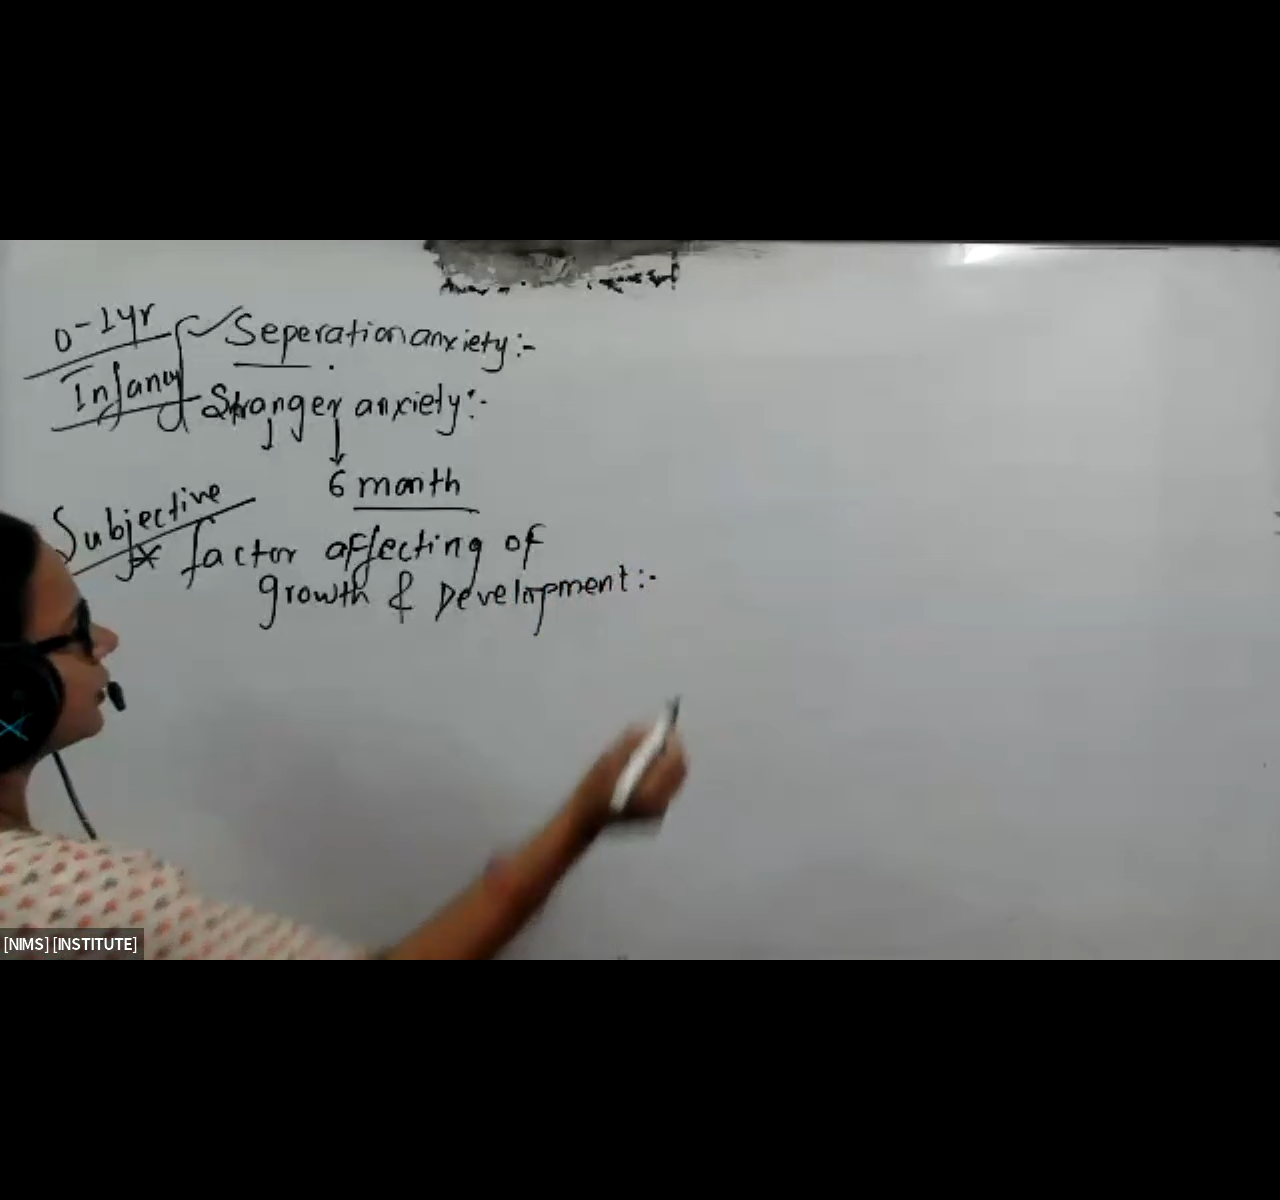 0-1yr
Infancy
Seperation anxiety:-
Stranger anxiety:-
6 month
Subjective
* factor affecting of
growth & Development:-
[NIMS] [INSTITUTE]